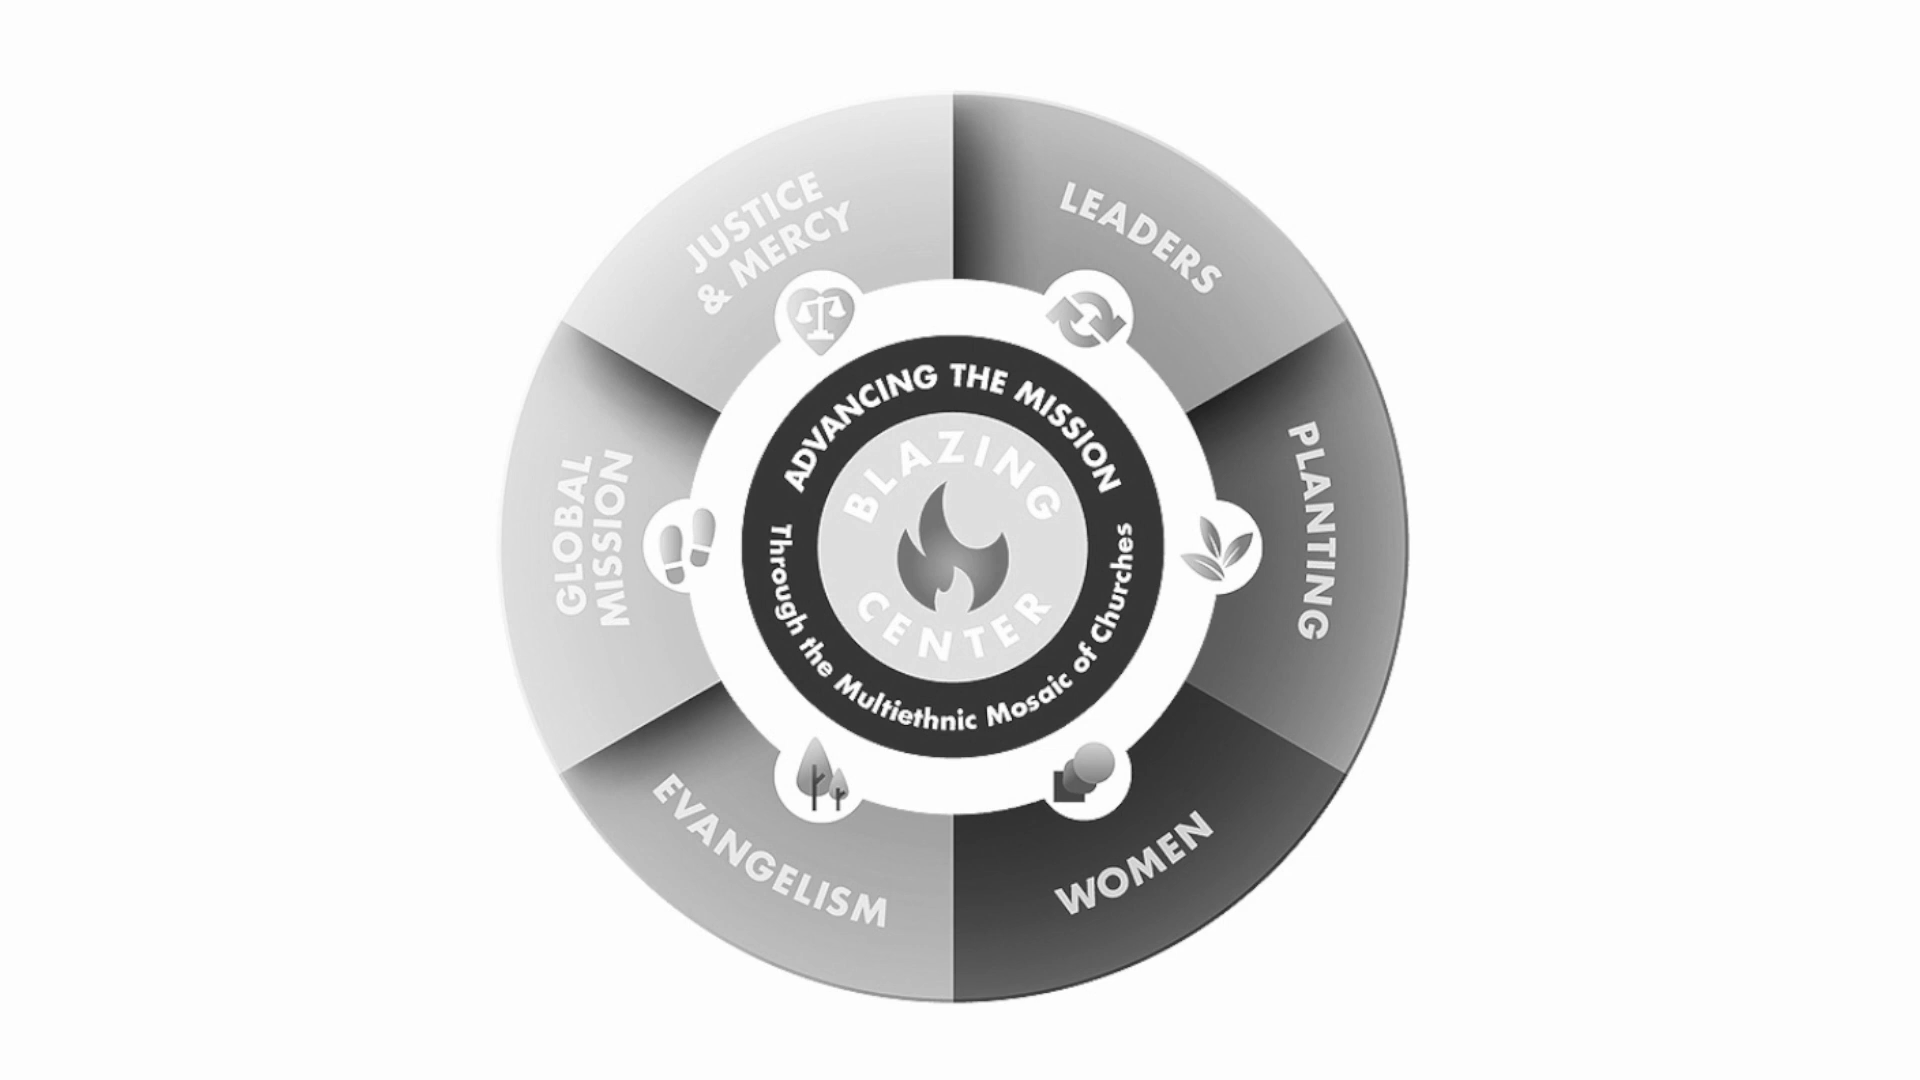 JUSTICE
& MERCY
LEADERS
PLANTING
WOMEN
EVANGELISM
GLOBAL
MISSION
ADVANCING THE MISSION
Through the Multiethnic Mosaic of Churches
BLAZING
CENTER